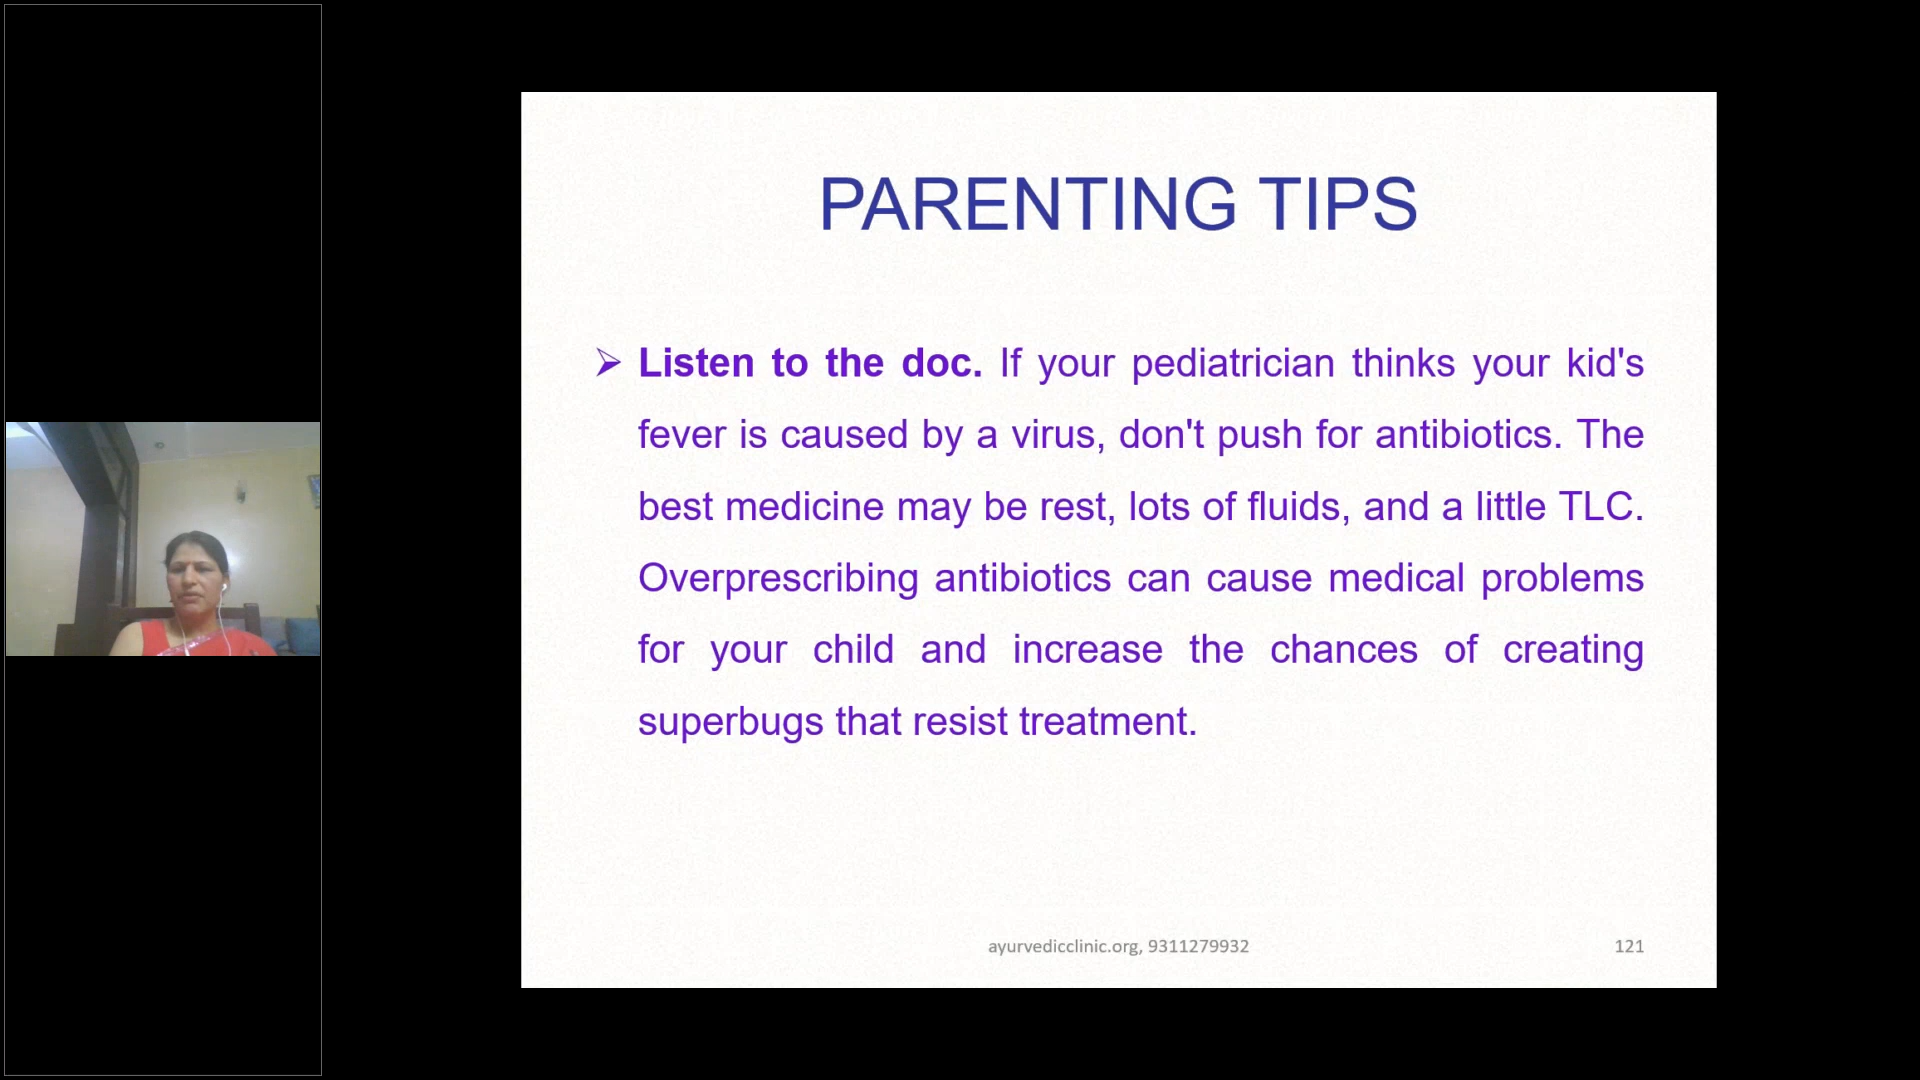 PARENTING TIPS
➢ Listen to the doc. If your pediatrician thinks your kid's
fever is caused by a virus, don't push for antibiotics. The
best medicine may be rest, lots of fluids, and a little TLC.
Overprescribing antibiotics can cause medical problems
for your child and increase the chances of creating
superbugs that resist treatment.
ayurvedicclinic.org, 9311279932
121